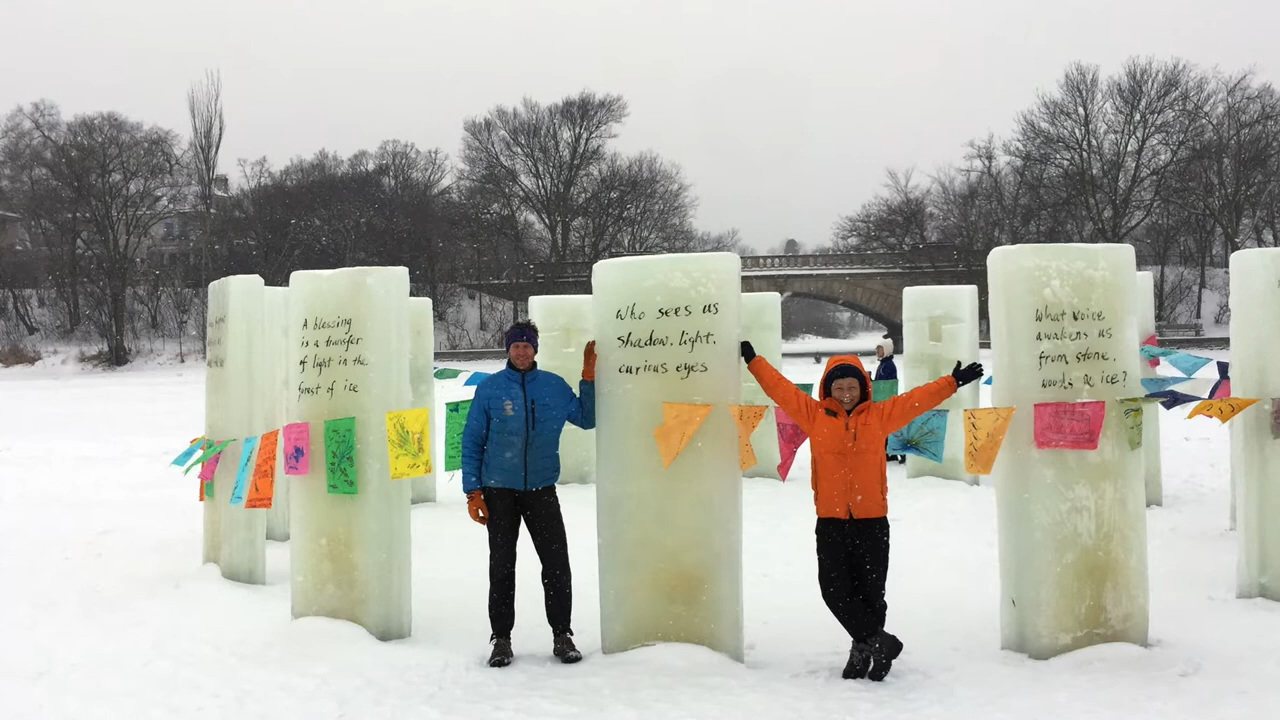 A blessing
is a transfer
of light in the
forest of ice
Who sees us
Shadow, light,
curious eyes
What voice
awakens us
from stone,
woods or ice?